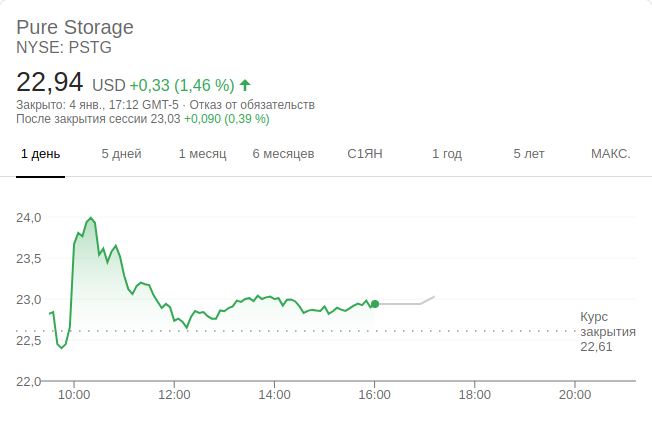 Pure Storage
NYSE: PSTG
22,94 USD +0,33 (1,46 %)
Закрыто: 4 янв., 17:12 GMT-5 · Отказ от обязательств
После закрытия сессии 23,03 +0,090 (0,39 %)
1 день 5 дней 1 месяц 6 месяцев С1ЯН 1 год 5 лет МАКС.
24,0
23,5
23,0
Курс
закрытия
22,5
22,61
22,0
10:00 12:00 14:00 16:00 18:00 20:00